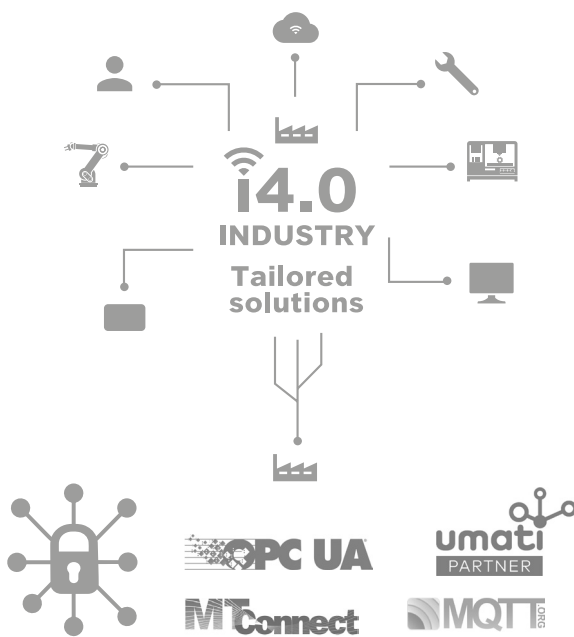 i4.0
INDUSTRY
Tailored
solutions
OPC UA
umati
PARTNER
MTConnect
MQTT.ORG